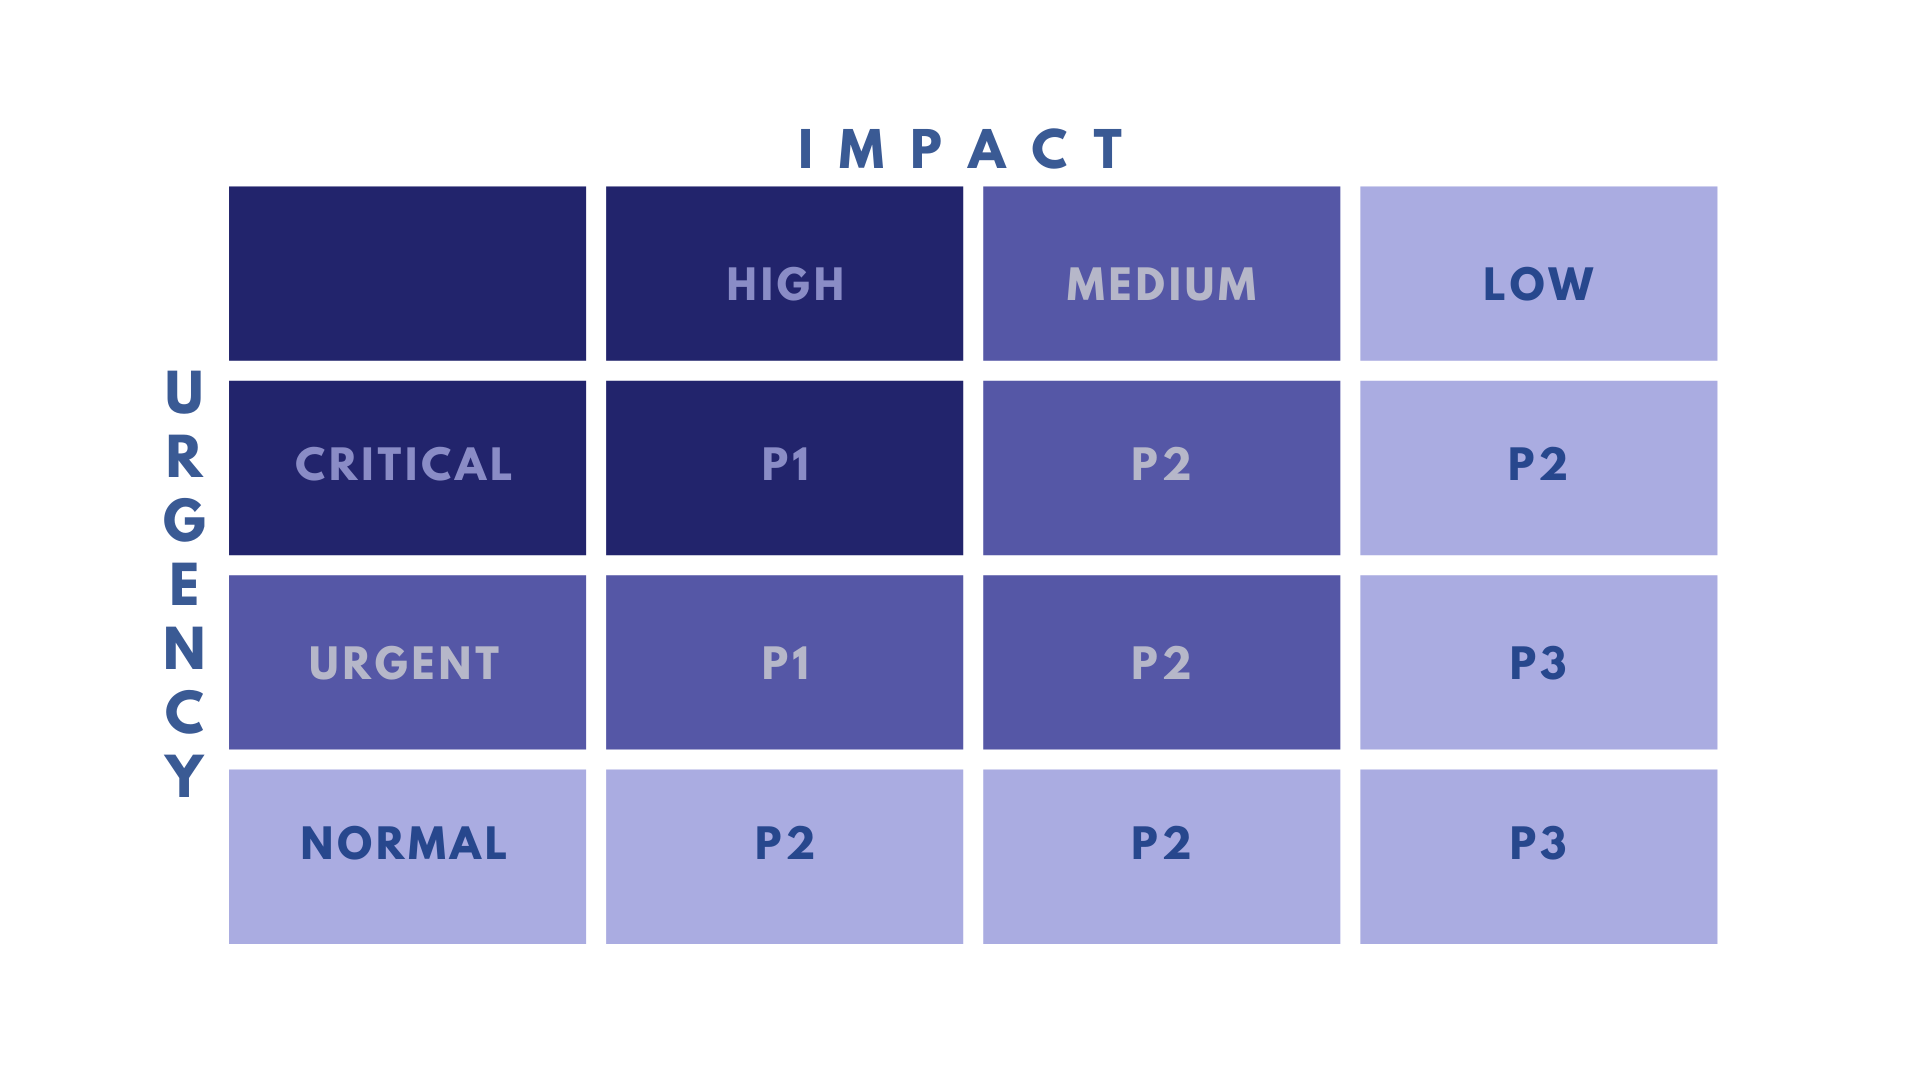 IMPACT
HIGH MEDIUM LOW
URGENCY
CRITICAL P1 P2 P2
URGENT P1 P2 P3
NORMAL P2 P2 P3